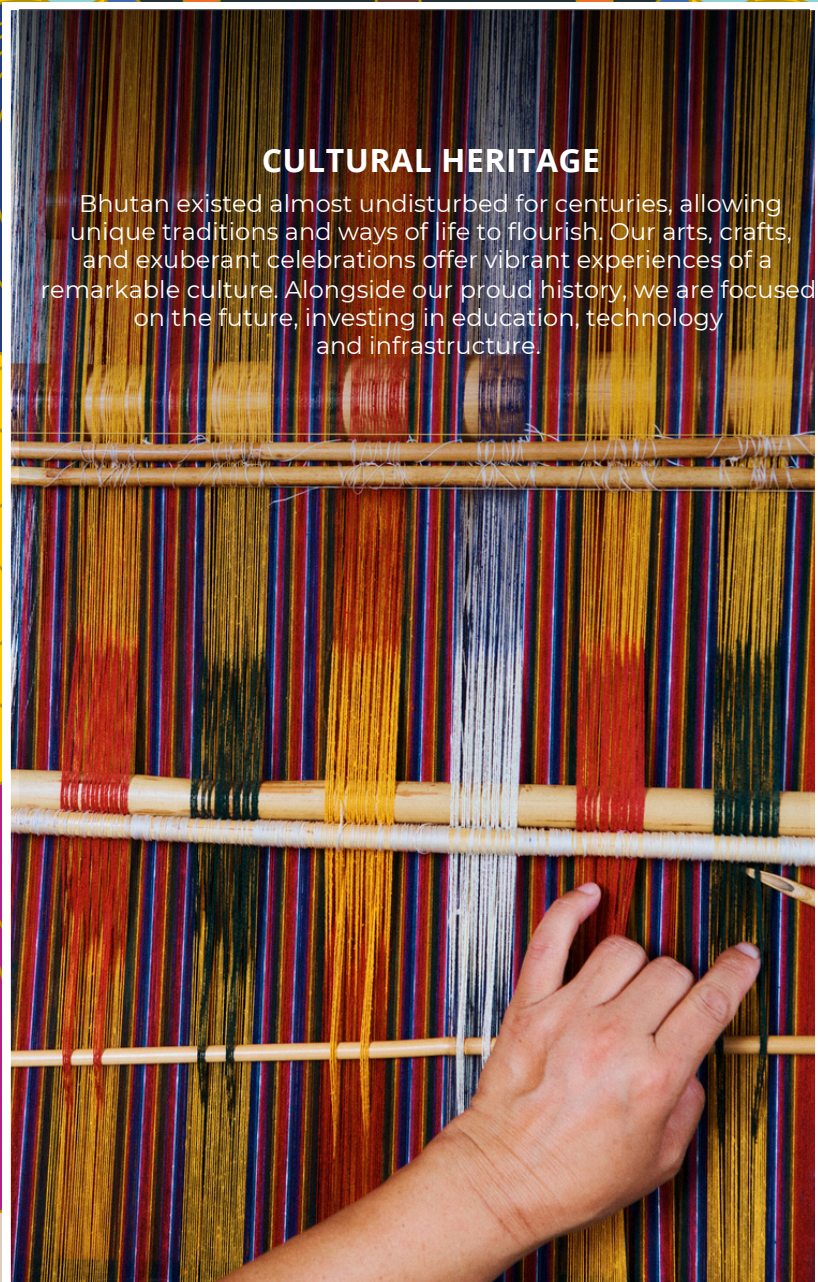 CULTURAL HERITAGE
Bhutan existed almost undisturbed for centuries, allowing
unique traditions and ways of life to flourish. Our arts, crafts,
and exuberant celebrations offer vibrant experiences of a
remarkable culture. Alongside our proud history, we are focused
on the future, investing in education, technology
and infrastructure.